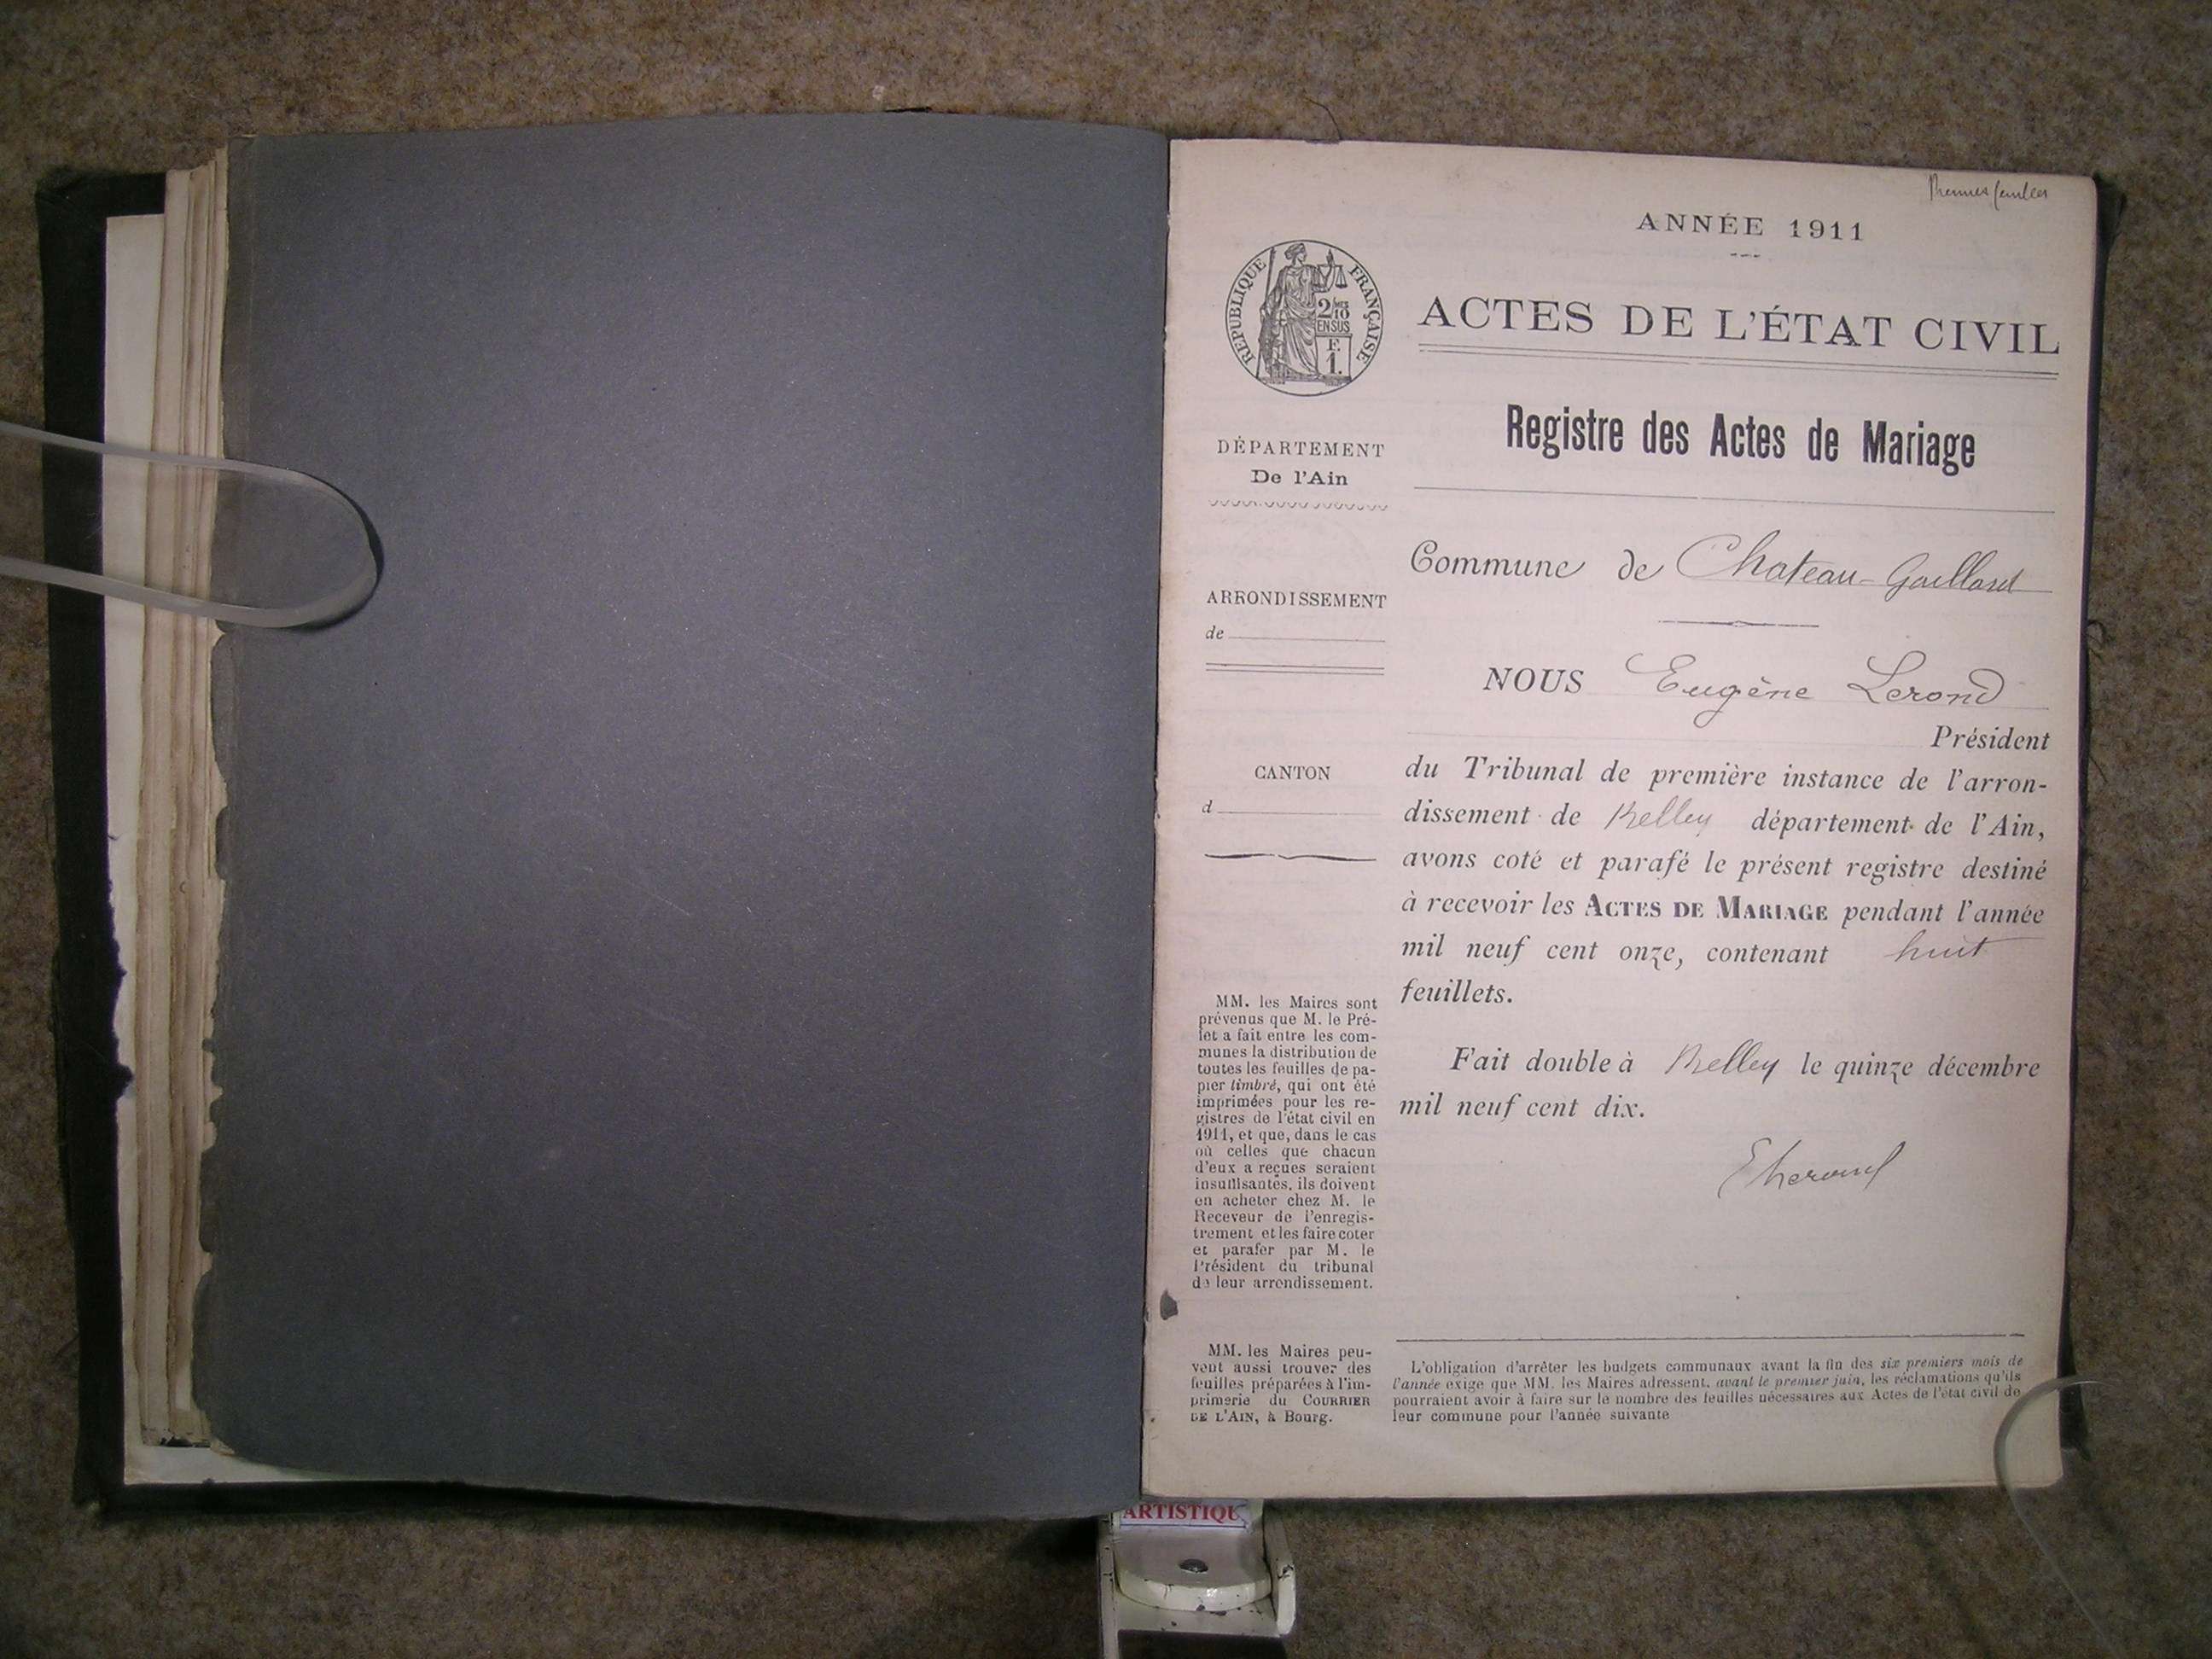 Premier feuillet
ANNÉE 1911
RÉPUBLIQUE FRANÇAISE
2/10
EN SUS
F.
1.
ACTES DE L'ÉTAT CIVIL
Registre des Actes de Mariage
DÉPARTEMENT
De l'Ain
ARRONDISSEMENT
de
CANTON
d
Commune de Chateau-Gaillard
NOUS Eugène Lerond
Président
du Tribunal de première instance de l'arron-
dissement de Belley département de l'Ain,
avons coté et parafé le présent registre destiné
à recevoir les ACTES DE MARIAGE pendant l'année
mil neuf cent onze, contenant huit
feuillets.
Fait double à Belley le quinze décembre
mil neuf cent dix.
ELerond
MM. les Maires sont
prévenus que M. le Pré-
fet a fait entre les com-
munes la distribution de
toutes les feuilles de pa-
pier timbré, qui ont été
imprimées pour les re-
gistres de l'état civil en
1911, et que, dans le cas
où celles que chacun
d'eux a reçues seraient
insuffisantes, ils doivent
en acheter chez M. le
Receveur de l'enregis-
trement et les faire coter
et parafer par M. le
Président du tribunal
de leur arrondissement.
MM. les Maires peu-
vent aussi trouver des
feuilles préparées à l'im-
primerie du COURRIER
DE L'AIN, à Bourg.
L'obligation d'arrêter les budgets communaux avant la fin des six premiers mois de
l'année exige que MM. les Maires adressent, avant le premier juin, les réclamations qu'ils
pourraient avoir à faire sur le nombre des feuilles nécessaires aux Actes de l'état civil de
leur commune pour l'année suivante
ARTISTIQU